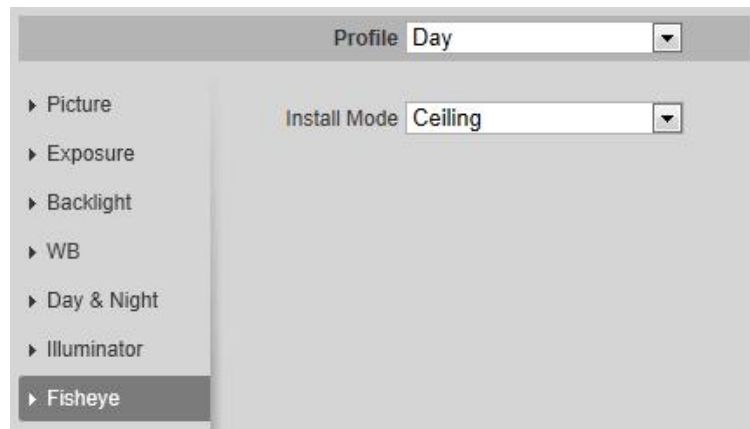 Profile Day
Install Mode Ceiling
Picture
Exposure
Backlight
WB
Day & Night
Illuminator
Fisheye